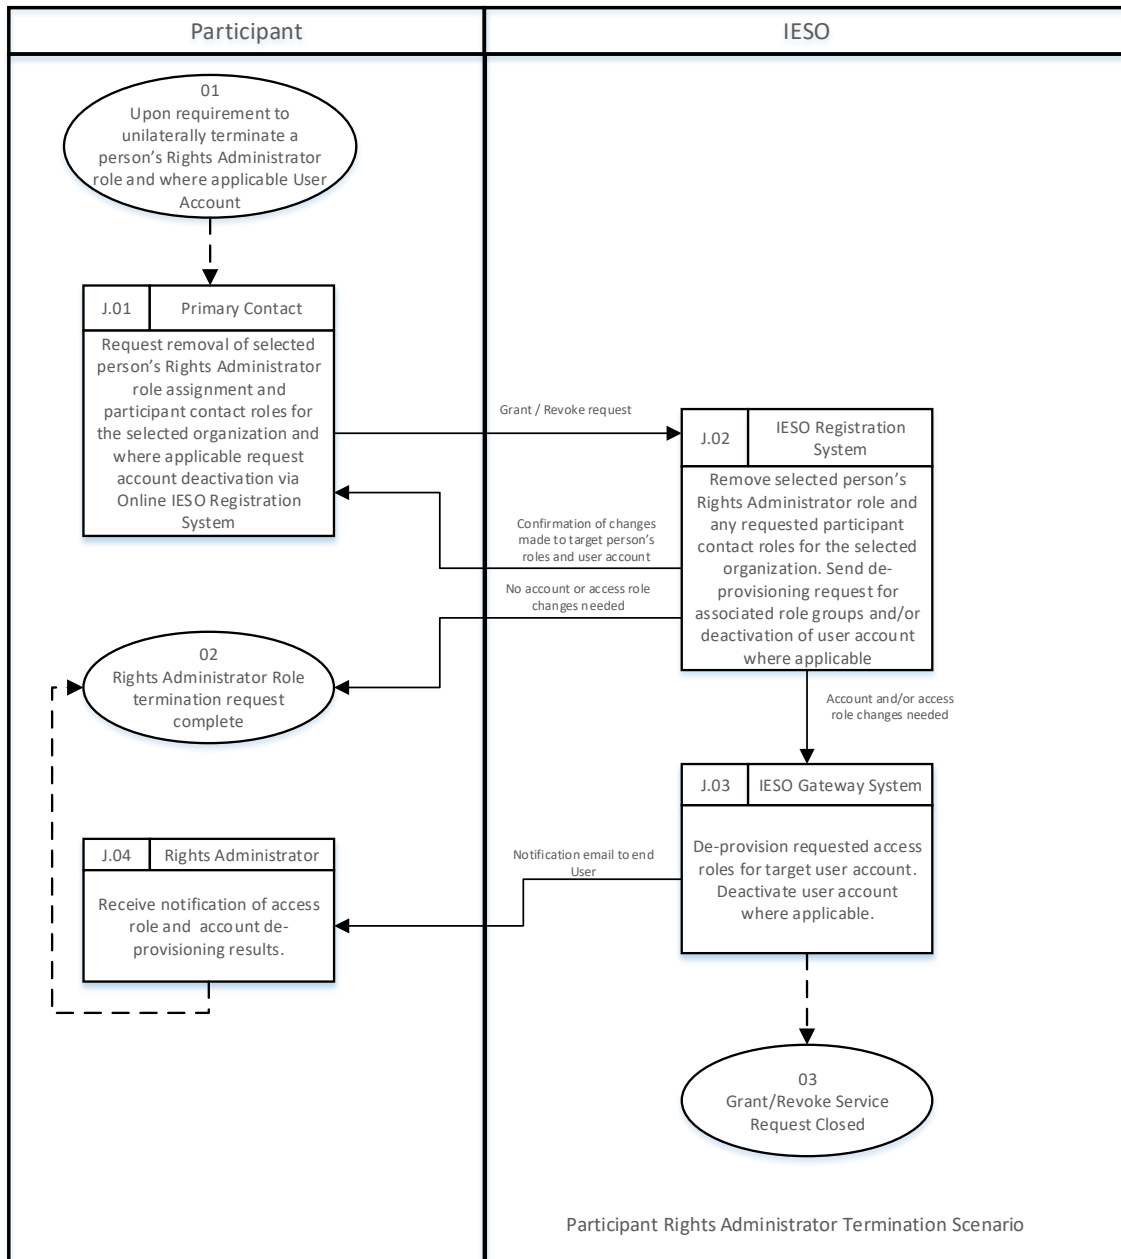 Participant
IESO
01
Upon requirement to
unilaterally terminate a
person's Rights Administrator
role and where applicable User
Account
J.01
Primary Contact
Request removal of selected
person's Rights Administrator
role assignment and
participant contact roles for
the selected organization and
where applicable request
account deactivation via
Online IESO Registration
System
Grant / Revoke request
J.02
IESO Registration
System
Remove selected person's
Rights Administrator role and
any requested participant
contact roles for the selected
organization. Send de-
provisioning request for
associated role groups and/or
deactivation of user account
where applicable
Confirmation of changes
made to target person's
roles and user account
No account or access role
changes needed
02
Rights Administrator Role
termination request
complete
Account and/or access
role changes needed
J.03
IESO Gateway System
De-provision requested access
roles for target user account.
Deactivate user account
where applicable.
Notification email to end
User
J.04
Rights Administrator
Receive notification of access
role and  account de-
provisioning results.
03
Grant/Revoke Service
Request Closed
Participant Rights Administrator Termination Scenario